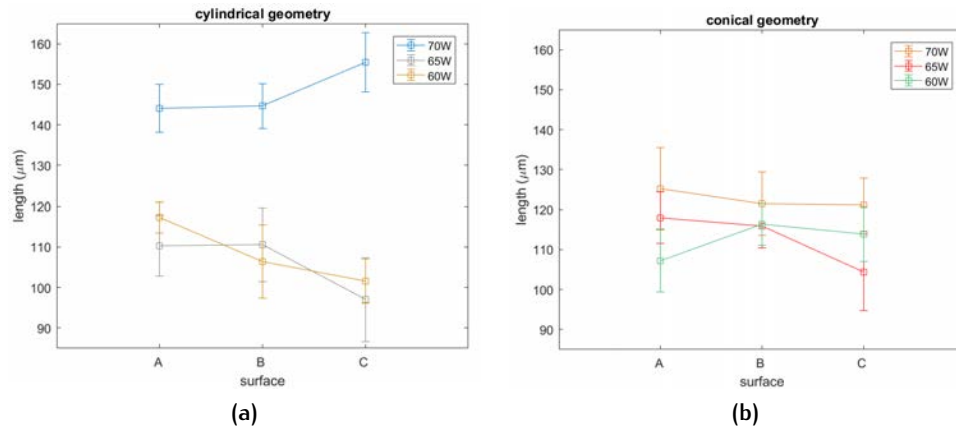 cylindrical geometry
160
150
140
130
120
110
100
90
length (μm)
A
B
C
surface
70W
65W
60W
(a)
conical geometry
160
150
140
130
120
110
100
90
length (μm)
A
B
C
surface
70W
65W
60W
(b)